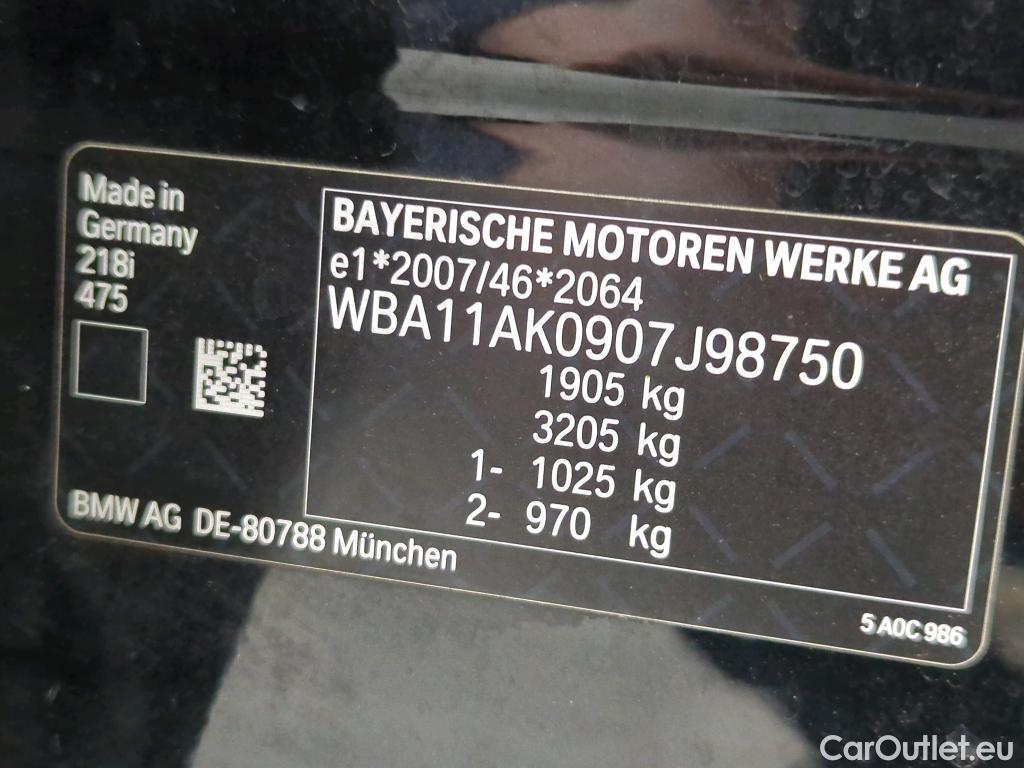 Made in
Germany
218i
475
BAYERISCHE MOTOREN WERKE AG
e1*2007/46*2064
WBA11AK0907J98750
1905 kg
3205 kg
1- 1025 kg
2- 970 kg
BMW AG DE-80788 München
5 A0C 986
CarOutlet.eu